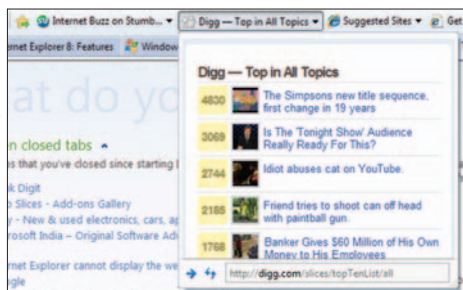 Internet Buzz on Stumb...
Digg — Top in All Topics
Suggested Sites
Get
Internet Explorer 8: Features
Window
Digg — Top in All Topics
4830
The Simpsons new title sequence,
first change in 19 years
3069
Is The 'Tonight Show' Audience
Really Ready For This?
2744
Idiot abuses cat on YouTube.
2185
Friend tries to shoot can off head
with paintball gun.
1768
Banker Gives $60 Million of His Own
Money to His Employees
http://digg.com/slices/topTenList/all
at do yo
n closed tabs
s that you've closed since starting I
k Digit
Slices - Add-ons Gallery
y - New & used electronics, cars, ap
rosoft India – Original Software Adv
rnet Explorer cannot display the we
gle